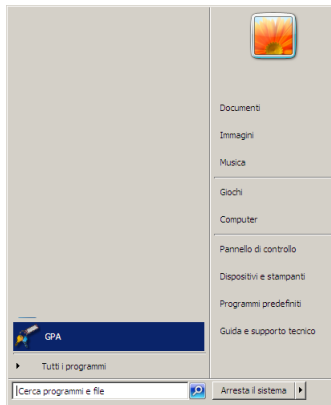 Documenti
Immagini
Musica
Giochi
Computer
Pannello di controllo
Dispositivi e stampanti
Programmi predefiniti
Guida e supporto tecnico
GPA
Tutti i programmi
Cerca programmi e file
Arresta il sistema